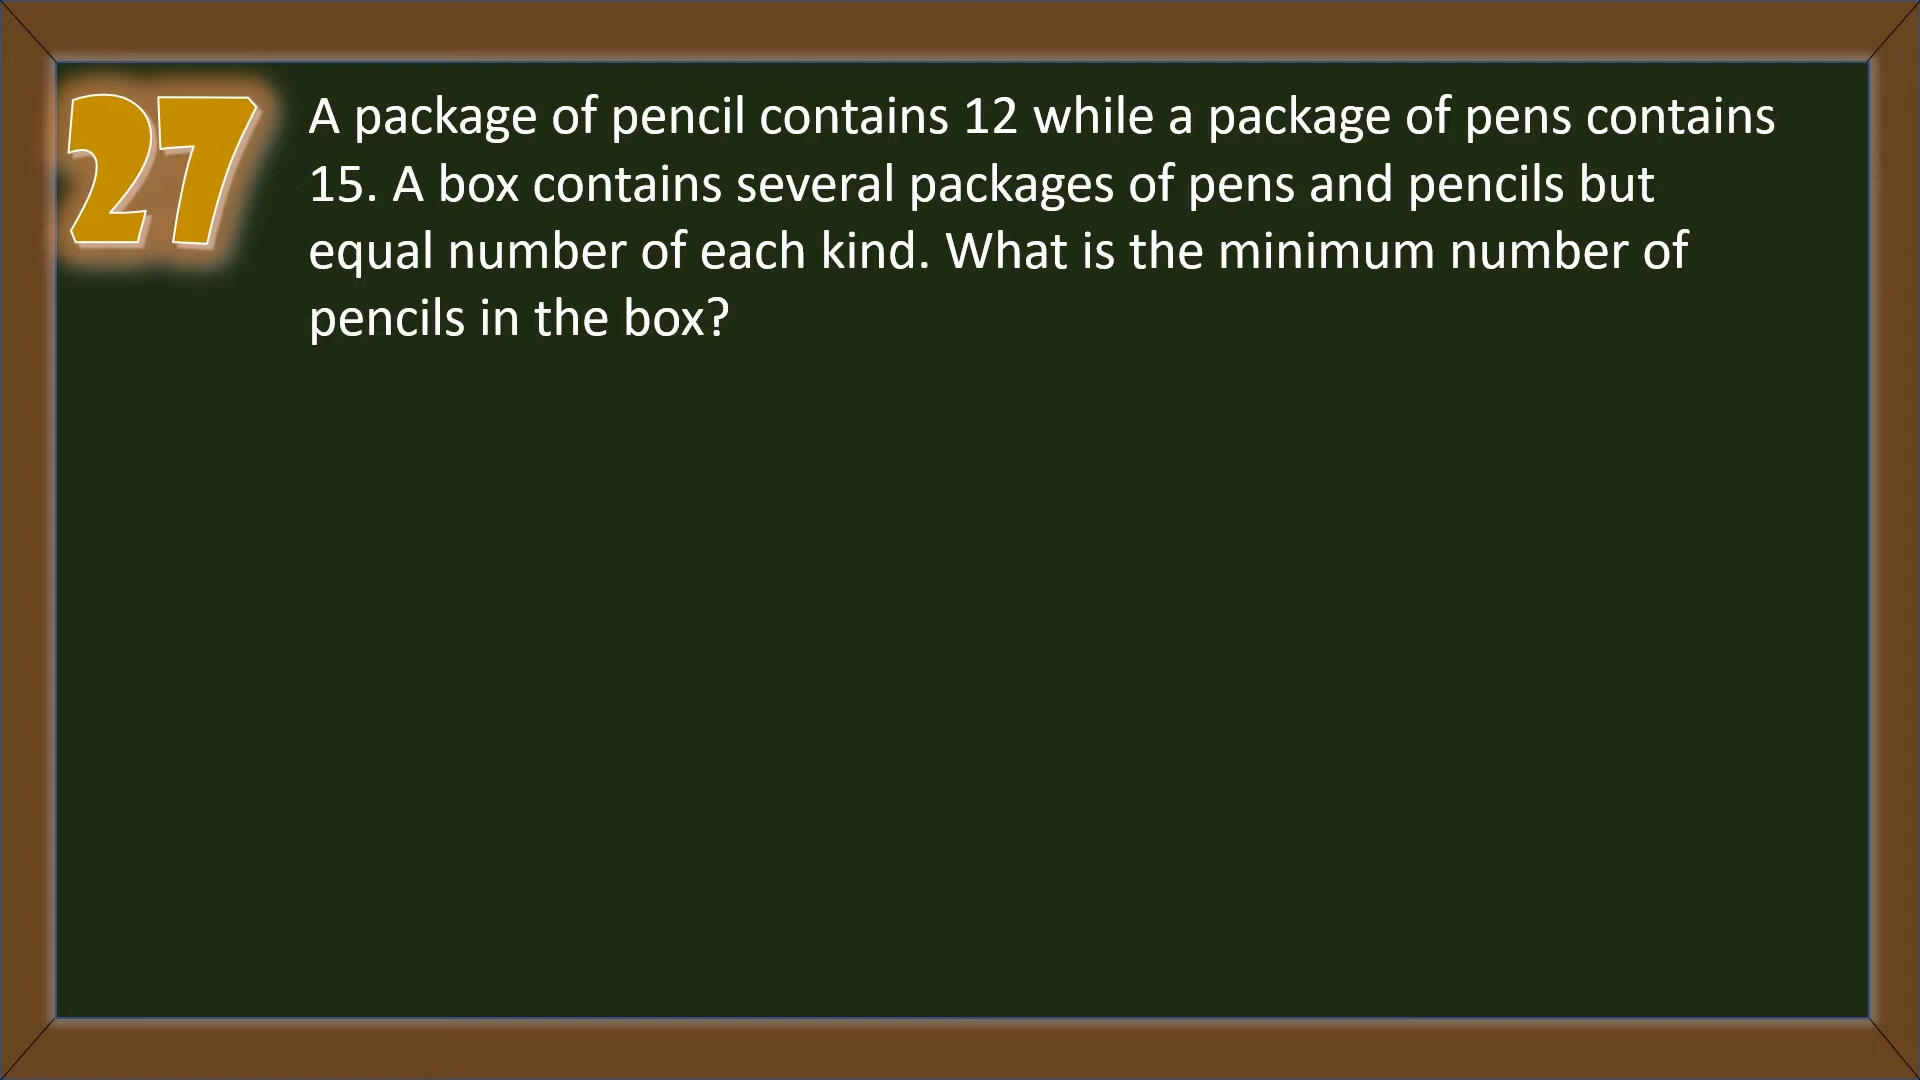 27
A package of pencil contains 12 while a package of pens contains
15. A box contains several packages of pens and pencils but
equal number of each kind. What is the minimum number of
pencils in the box?